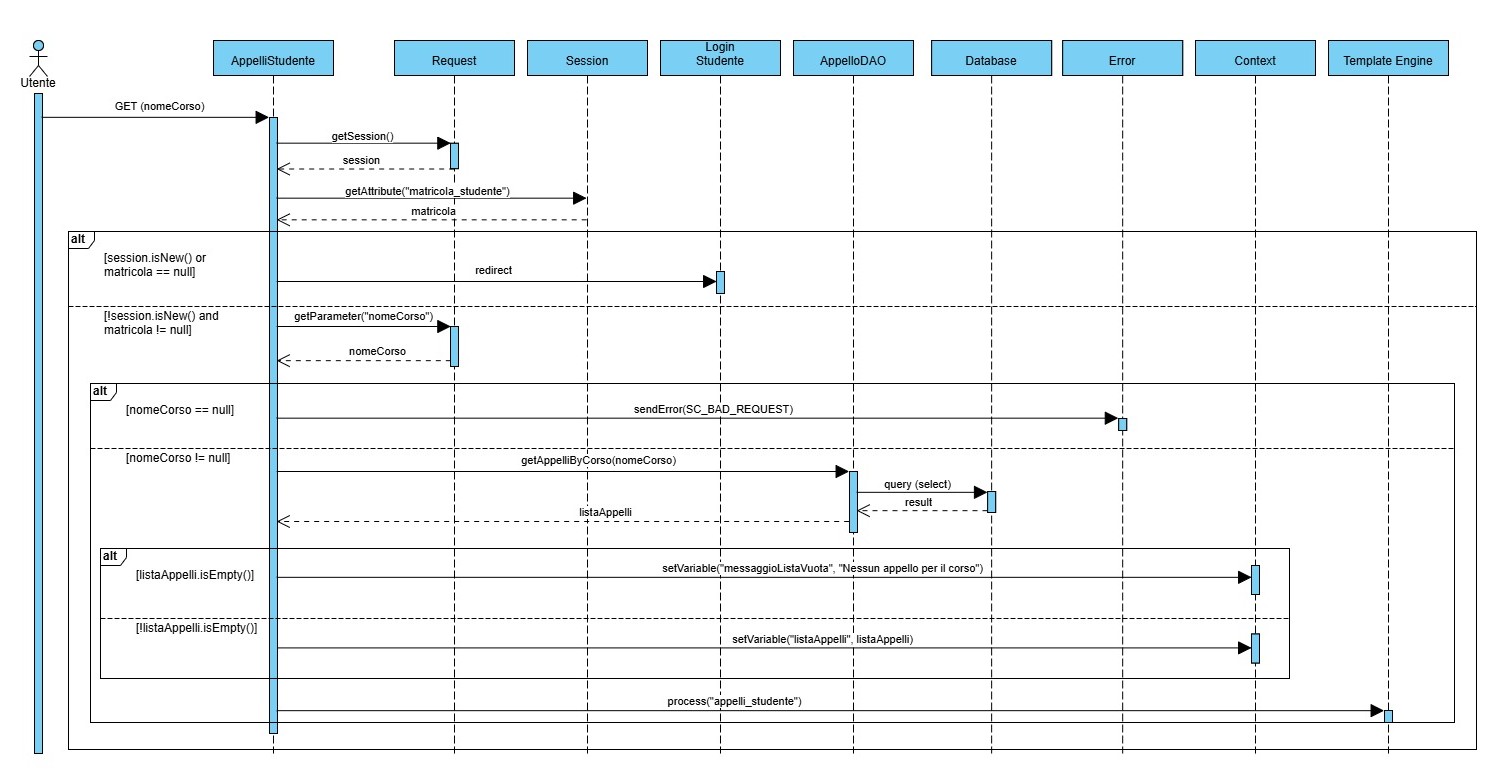 Utente
AppelliStudente
Request
Session
Login
Studente
AppelloDAO
Database
Error
Context
Template Engine
GET (nomeCorso)
getSession()
session
getAttribute("matricola_studente")
matricola
alt
[session.isNew() or
matricola == null]
redirect
[!session.isNew() and
matricola != null]
getParameter("nomeCorso")
nomeCorso
alt
[nomeCorso == null]
sendError(SC_BAD_REQUEST)
[nomeCorso != null]
getAppelliByCorso(nomeCorso)
query (select)
result
listaAppelli
alt
[listaAppelli.isEmpty()]
setVariable("messaggioListaVuota", "Nessun appello per il corso")
[!listaAppelli.isEmpty()]
setVariable("listaAppelli", listaAppelli)
process("appelli_studente")